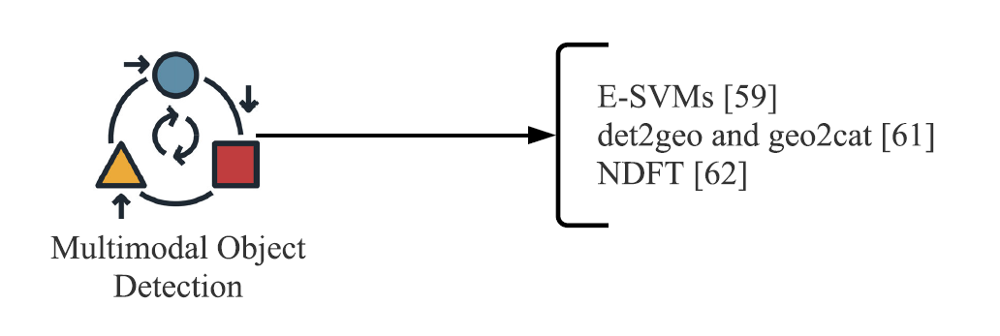 Multimodal Object
Detection
E-SVMs [59]
det2geo and geo2cat [61]
NDFT [62]